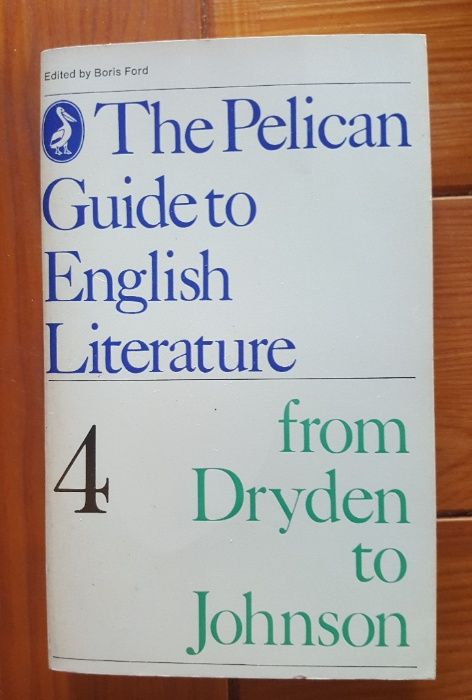 Edited by Boris Ford
The Pelican
Guide to
English
Literature
4
from
Dryden
to
Johnson